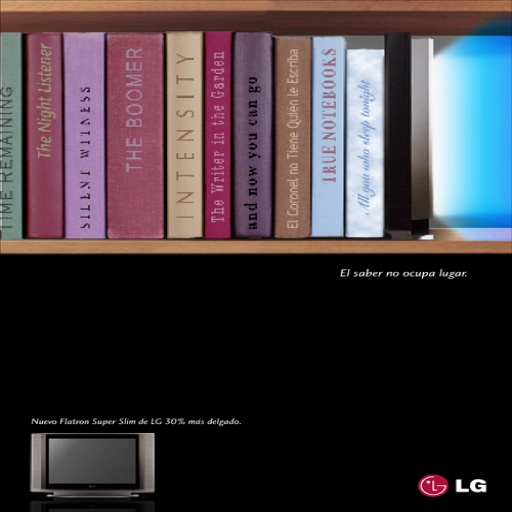 TIME REMAINING
The Night Listener
SILENT WITNESS
THE BOOMER
INTENSITY
The Writer in the Garden
and now you can go
El Coronel no Tiene Quien le Escriba
TRUE NOTEBOOKS
All you who sleep tonight
El saber no ocupa lugar.
Nuevo Flatron Super Slim de LG 30% más delgado.
LG